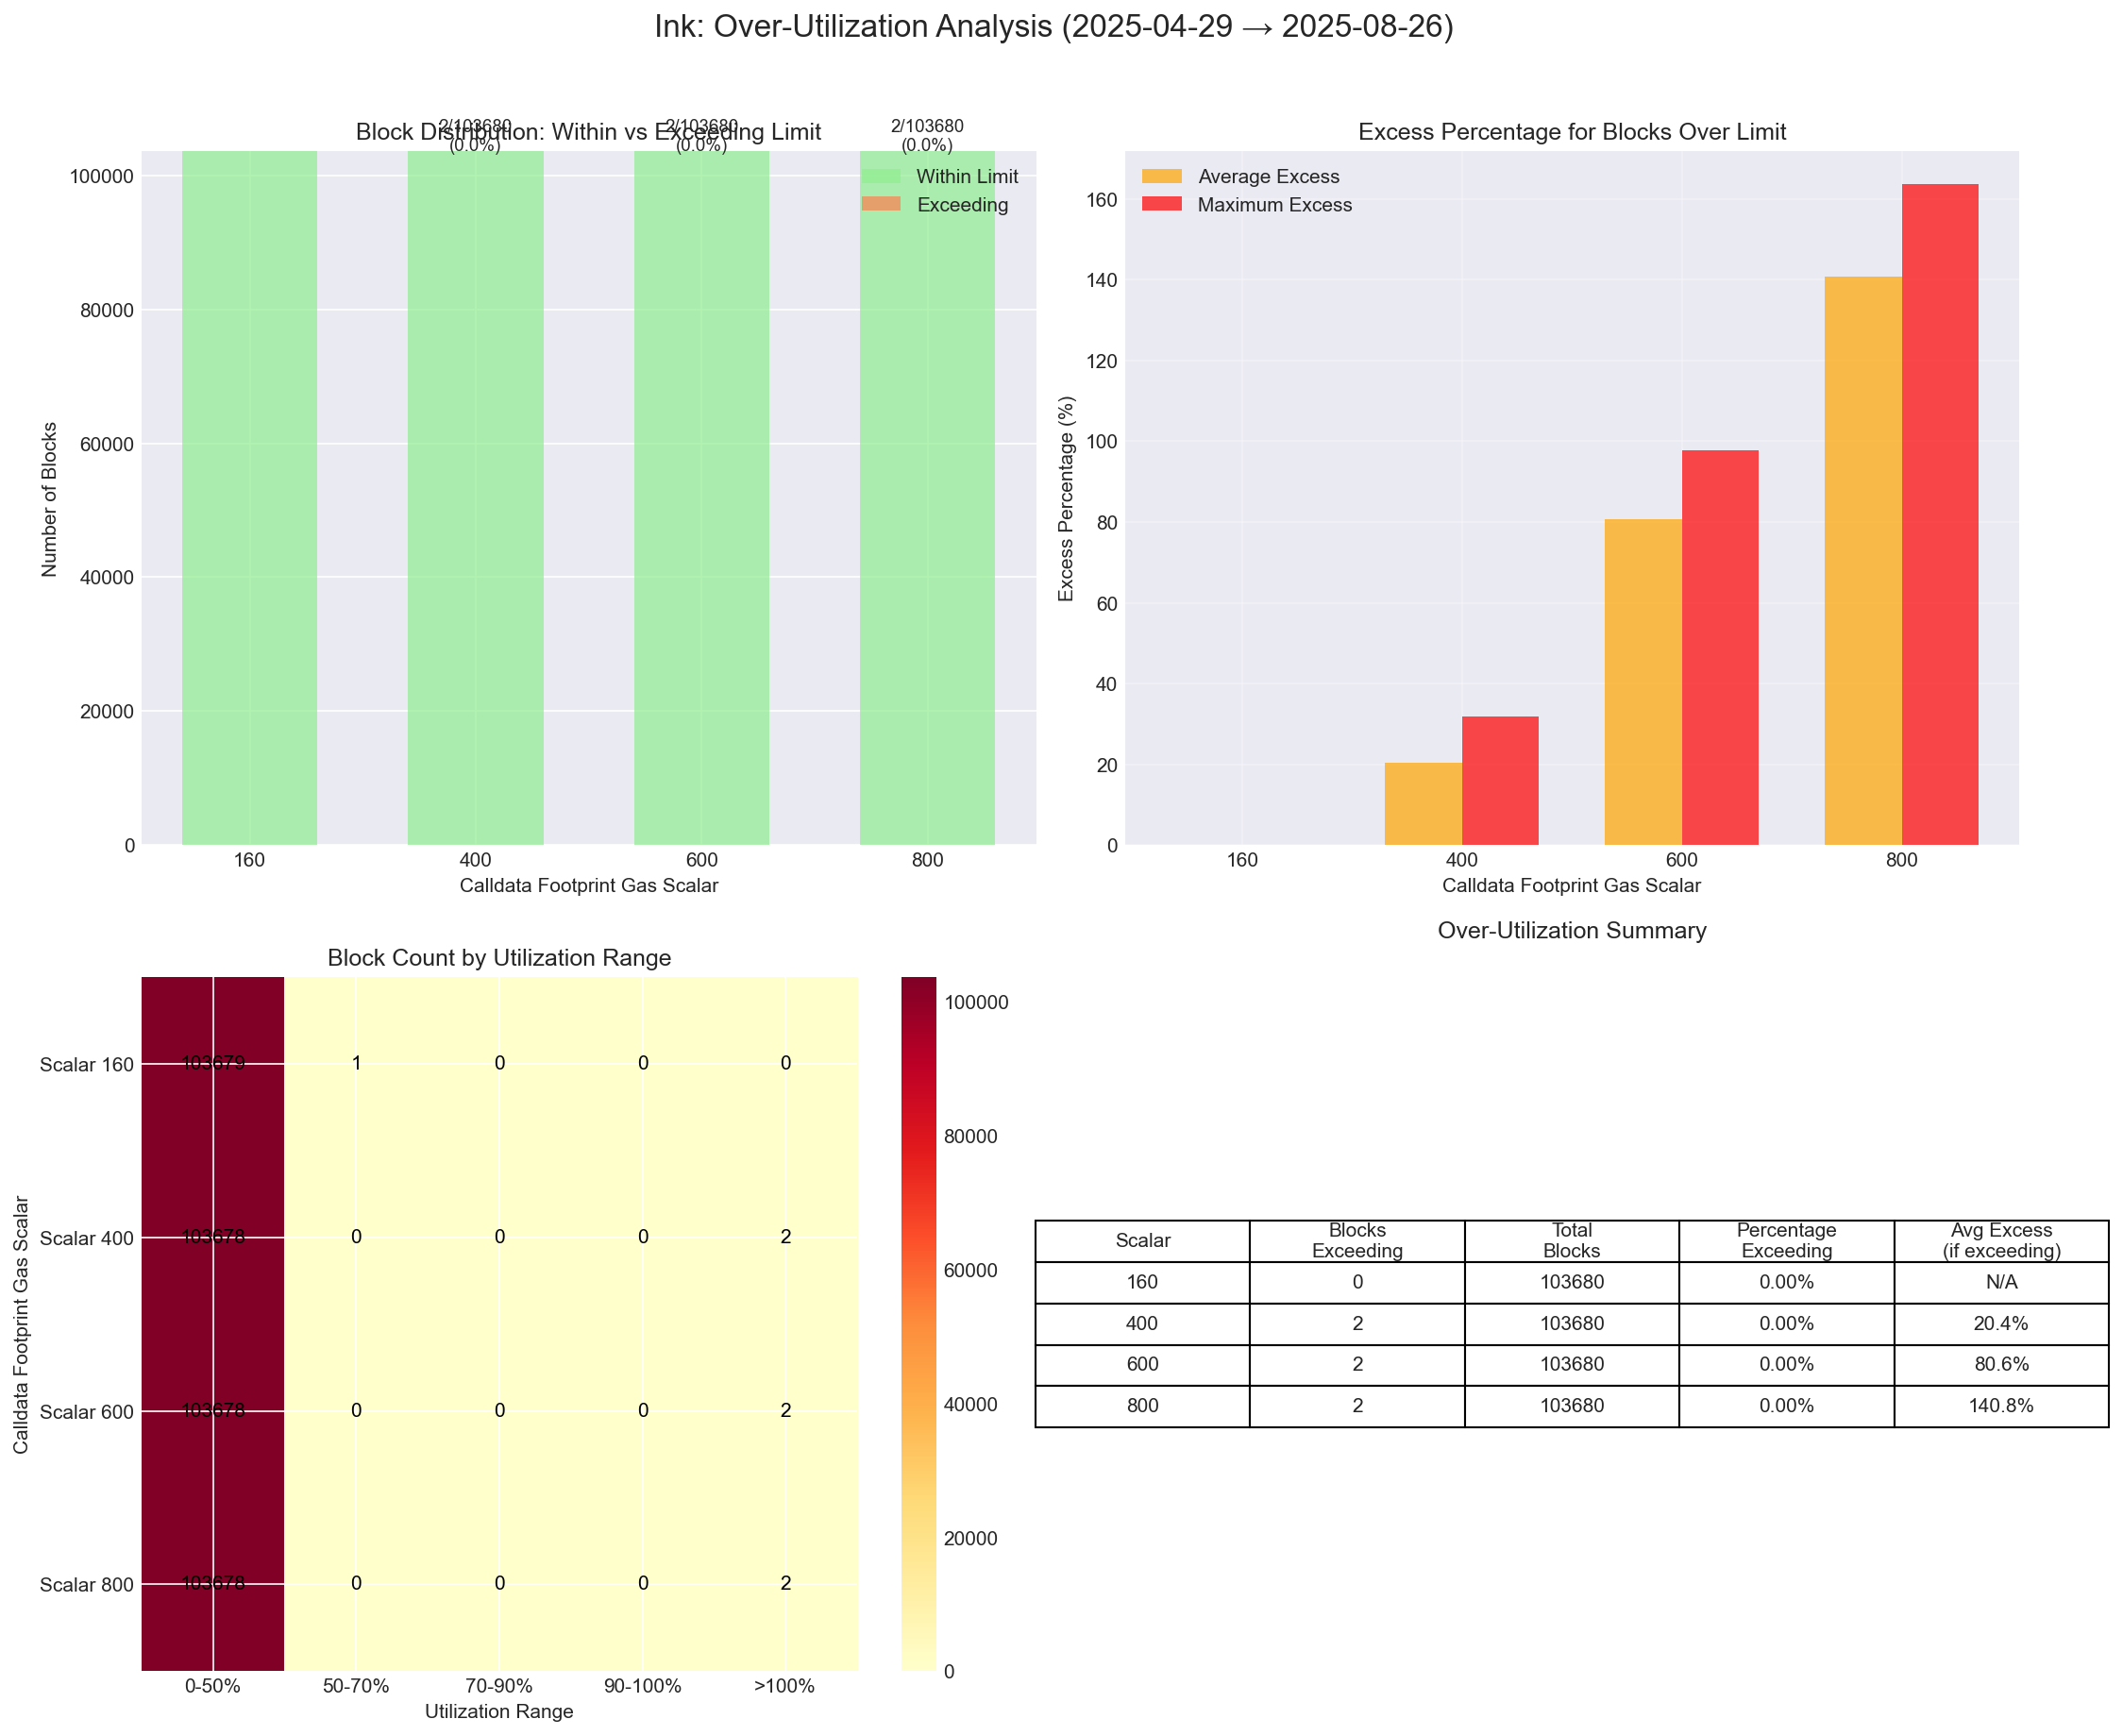 Ink: Over-Utilization Analysis (2025-04-29 → 2025-08-26)
Block Distribution: Within vs Exceeding Limit
2/103680
(0.0%)
2/103680
(0.0%)
2/103680
(0.0%)
Within Limit
Exceeding
100000
80000
60000
40000
20000
0
Number of Blocks
160 400 600 800
Calldata Footprint Gas Scalar
Excess Percentage for Blocks Over Limit
Average Excess
Maximum Excess
160
140
120
100
80
60
40
20
0
Excess Percentage (%)
160 400 600 800
Calldata Footprint Gas Scalar
Block Count by Utilization Range
Calldata Footprint Gas Scalar
Scalar 160 103679 1 0 0 0
Scalar 400 103678 0 0 0 2
Scalar 600 103678 0 0 0 2
Scalar 800 103678 0 0 0 2
0-50% 50-70% 70-90% 90-100% >100%
Utilization Range
100000
80000
60000
40000
20000
0
Over-Utilization Summary
Scalar Blocks Exceeding Total Blocks Percentage Exceeding Avg Excess (if exceeding)
160 0 103680 0.00% N/A
400 2 103680 0.00% 20.4%
600 2 103680 0.00% 80.6%
800 2 103680 0.00% 140.8%